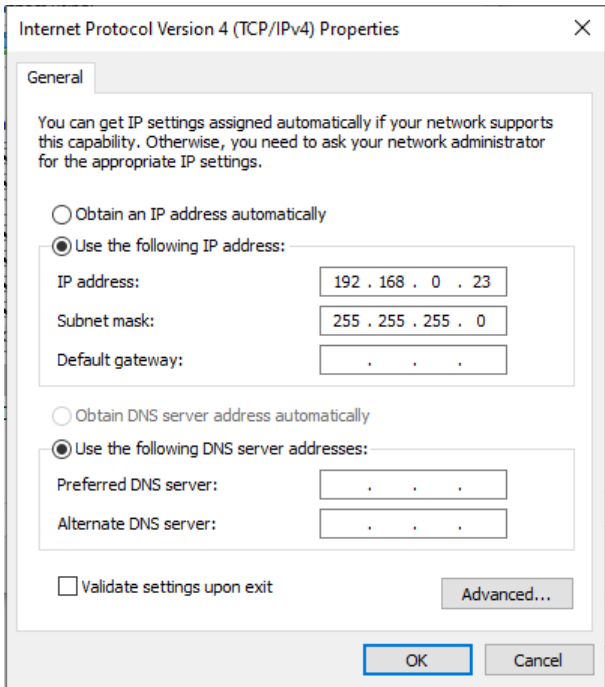 Internet Protocol Version 4 (TCP/IPv4) Properties
General
You can get IP settings assigned automatically if your network supports
this capability. Otherwise, you need to ask your network administrator
for the appropriate IP settings.
Obtain an IP address automatically
Use the following IP address:
IP address: 192 . 168 . 0 . 23
Subnet mask: 255 . 255 . 255 . 0
Default gateway: . . .
Obtain DNS server address automatically
Use the following DNS server addresses:
Preferred DNS server: . . .
Alternate DNS server: . . .
Validate settings upon exit
Advanced...
OK Cancel